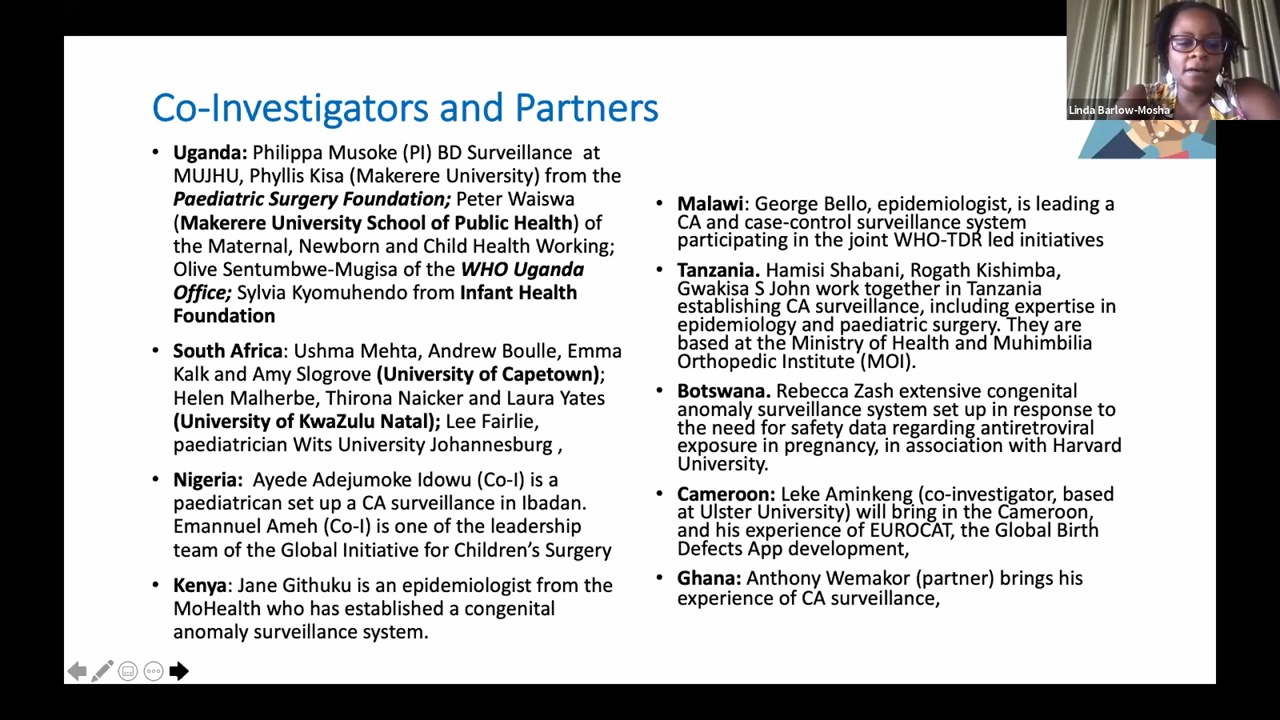 Linda Barlow-Mosha
Co-Investigators and Partners
• Uganda: Philippa Musoke (PI) BD Surveillance at
MUJHU, Phyllis Kisa (Makerere University) from the
Paediatric Surgery Foundation; Peter Waiswa
(Makerere University School of Public Health) of
the Maternal, Newborn and Child Health Working;
Olive Sentumbwe-Mugisa of the WHO Uganda
Office; Sylvia Kyomuhendo from Infant Health
Foundation
• South Africa: Ushma Mehta, Andrew Boulle, Emma
Kalk and Amy Slogrove (University of Capetown);
Helen Malherbe, Thirona Naicker and Laura Yates
(University of KwaZulu Natal); Lee Fairlie,
paediatrician Wits University Johannesburg ,
• Nigeria: Ayede Adejumoke Idowu (Co-I) is a
paediatrican set up a CA surveillance in Ibadan.
Emannuel Ameh (Co-I) is one of the leadership
team of the Global Initiative for Children’s Surgery
• Kenya: Jane Githuku is an epidemiologist from the
MoHealth who has established a congenital
anomaly surveillance system.
• Malawi: George Bello, epidemiologist, is leading a
CA and case-control surveillance system
participating in the joint WHO-TDR led initiatives
• Tanzania. Hamisi Shabani, Rogath Kishimba,
Gwakisa S John work together in Tanzania
establishing CA surveillance, including expertise in
epidemiology and paediatric surgery. They are
based at the Ministry of Health and Muhimbilia
Orthopedic Institute (MOI).
• Botswana. Rebecca Zash extensive congenital
anomaly surveillance system set up in response to
the need for safety data regarding antiretroviral
exposure in pregnancy, in association with Harvard
University.
• Cameroon: Leke Aminkeng (co-investigator, based
at Ulster University) will bring in the Cameroon,
and his experience of EUROCAT, the Global Birth
Defects App development,
• Ghana: Anthony Wemakor (partner) brings his
experience of CA surveillance,